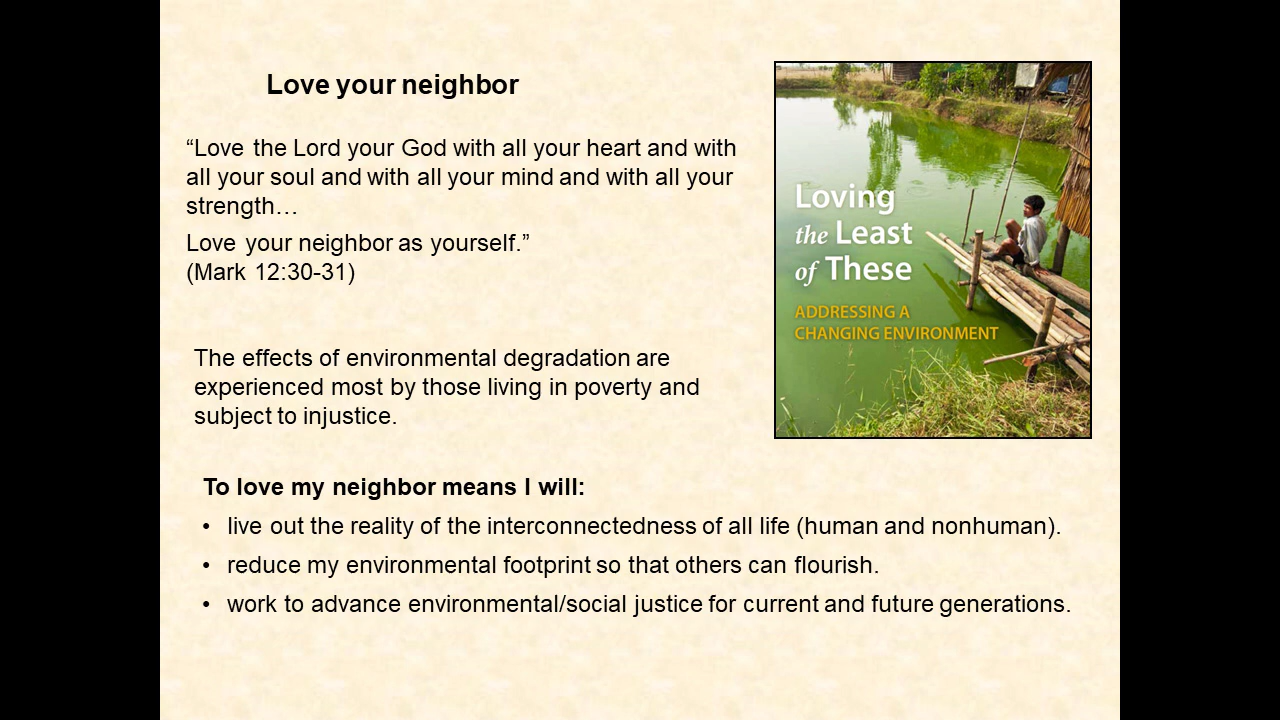 Love your neighbor
“Love the Lord your God with all your heart and with
all your soul and with all your mind and with all your
strength…
Love your neighbor as yourself.”
(Mark 12:30-31)
Loving
the Least
of These
ADDRESSING A
CHANGING ENVIRONMENT
The effects of environmental degradation are
experienced most by those living in poverty and
subject to injustice.
To love my neighbor means I will:
• live out the reality of the interconnectedness of all life (human and nonhuman).
• reduce my environmental footprint so that others can flourish.
• work to advance environmental/social justice for current and future generations.